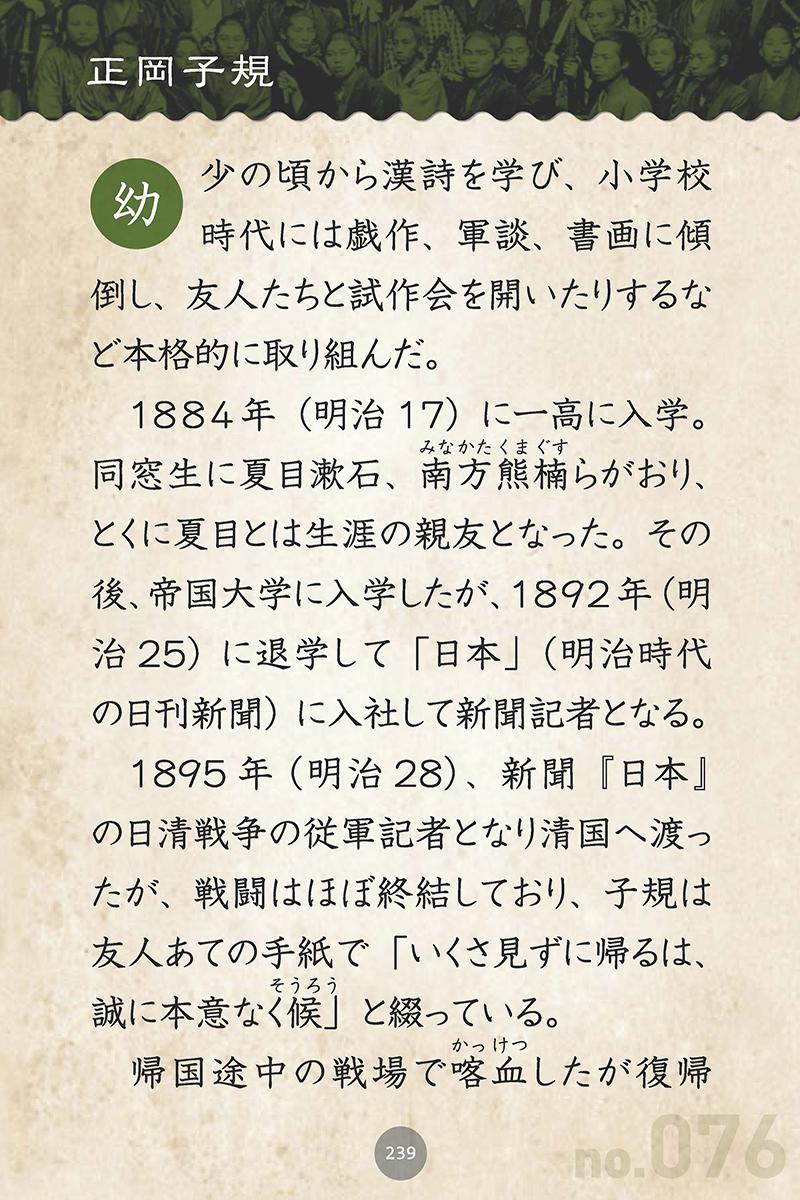 正岡子規
幼少の頃から漢詩を学び、小学校
時代には戯作、軍談、書画に傾
倒し、友人たちと試作会を開いたりするな
ど本格的に取り組んだ。
1884年（明治17）に一高に入学。
みなかたくまぐす
同窓生に夏目漱石、南方熊楠らがおり、
とくに夏目とは生涯の親友となった。その
後、帝国大学に入学したが、1892年（明
治25）に退学して「日本」（明治時代
の日刊新聞）に入社して新聞記者となる。
1895年（明治28）、新聞『日本』
の日清戦争の従軍記者となり清国へ渡っ
たが、戦闘はほぼ終結しており、子規は
友人あての手紙で「いくさ見ずに帰るは、
そうろう
誠に本意なく候」と綴っている。
かっけつ
帰国途中の戦場で喀血したが復帰
239
no.076